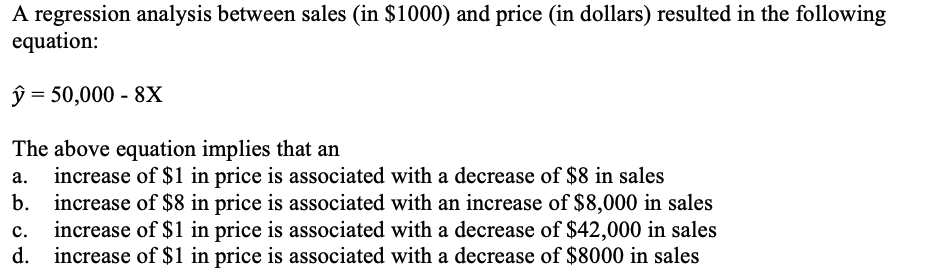 A regression analysis between sales (in $1000) and price (in dollars) resulted in the following
equation:
ŷ = 50,000 - 8X
The above equation implies that an
a. increase of $1 in price is associated with a decrease of $8 in sales
b. increase of $8 in price is associated with an increase of $8,000 in sales
c. increase of $1 in price is associated with a decrease of $42,000 in sales
d. increase of $1 in price is associated with a decrease of $8000 in sales